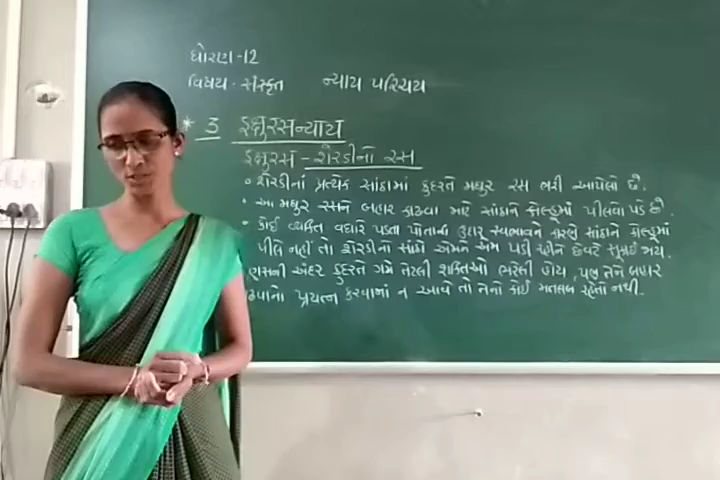 ધોરણ-12
વિષય - સંસ્કૃત ન્યાય પરિચય
* 3 ઇક્ષુરસન્યાય
ઇક્ષુરસ - શેરડીનો રસ
• શેરડીનાં પ્રત્યેક સાંઠામાં કુદરતે મધુર રસ ભરી આપેલો છે.
• આ મધુર રસને બહાર કાઢવા માટે સાંઠાને કોલ્હુમાં પીલવા પડે છે.
• કોઈ વ્યક્તિ વધારે પડતા પોતાના ઉદાર સ્વભાવને કારણે સાંઠાને કોલ્હુમાં
પીલે નહીં તો શેરડીનો સાંઠો એમને એમ પડી રહીને છેવટે સુકાઈ જાય.
ણસની અંદર કુદરતે ગમે તેટલી શક્તિઓ ભરેલી હોય, પણ તેને બહાર
ઢવાનો પ્રયત્ન કરવામાં ન આવે તો તેનો કોઈ મતલબ રહેતો નથી.